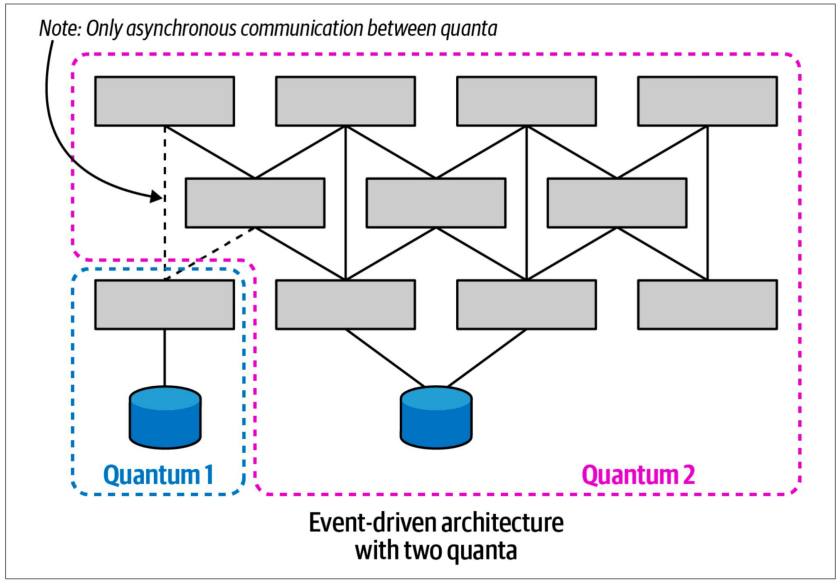 Note: Only asynchronous communication between quanta
Quantum 1
Quantum 2
Event-driven architecture
with two quanta